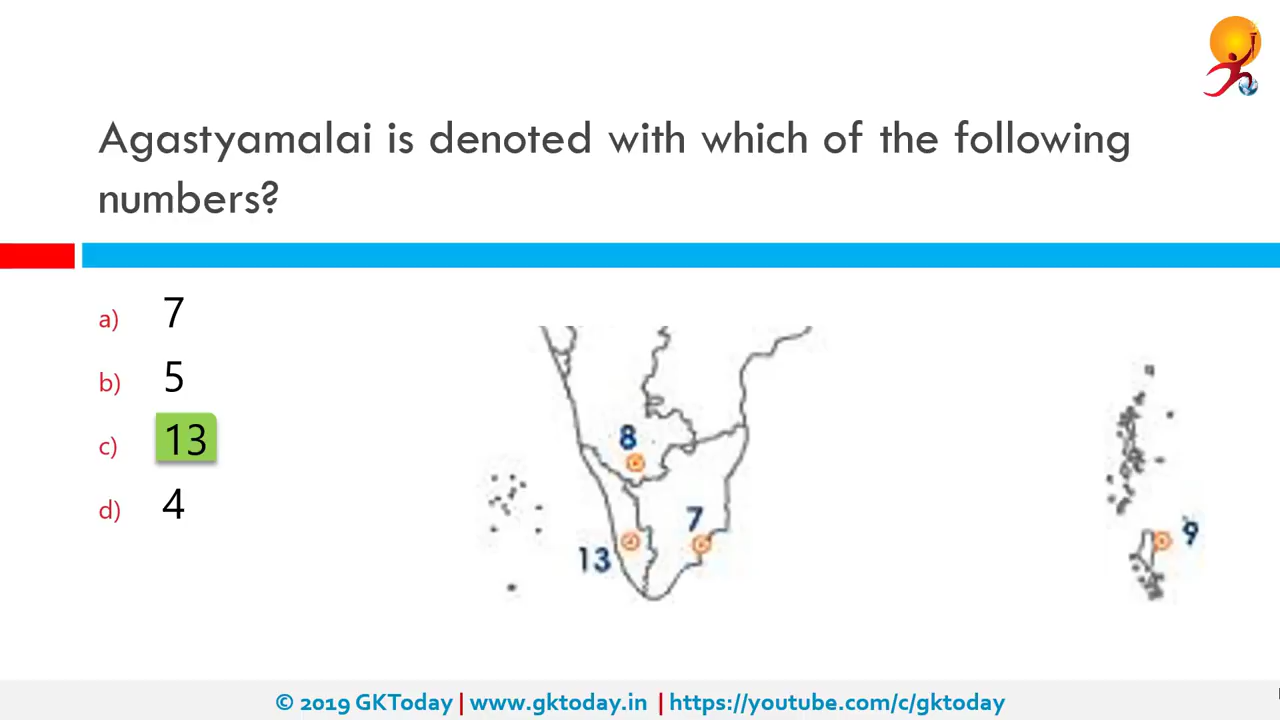 Agastyamalai is denoted with which of the following
numbers?
a) 7
b) 5
c) 13
d) 4
8
7
13
9
© 2019 GKToday | www.gktoday.in | https://youtube.com/c/gktoday